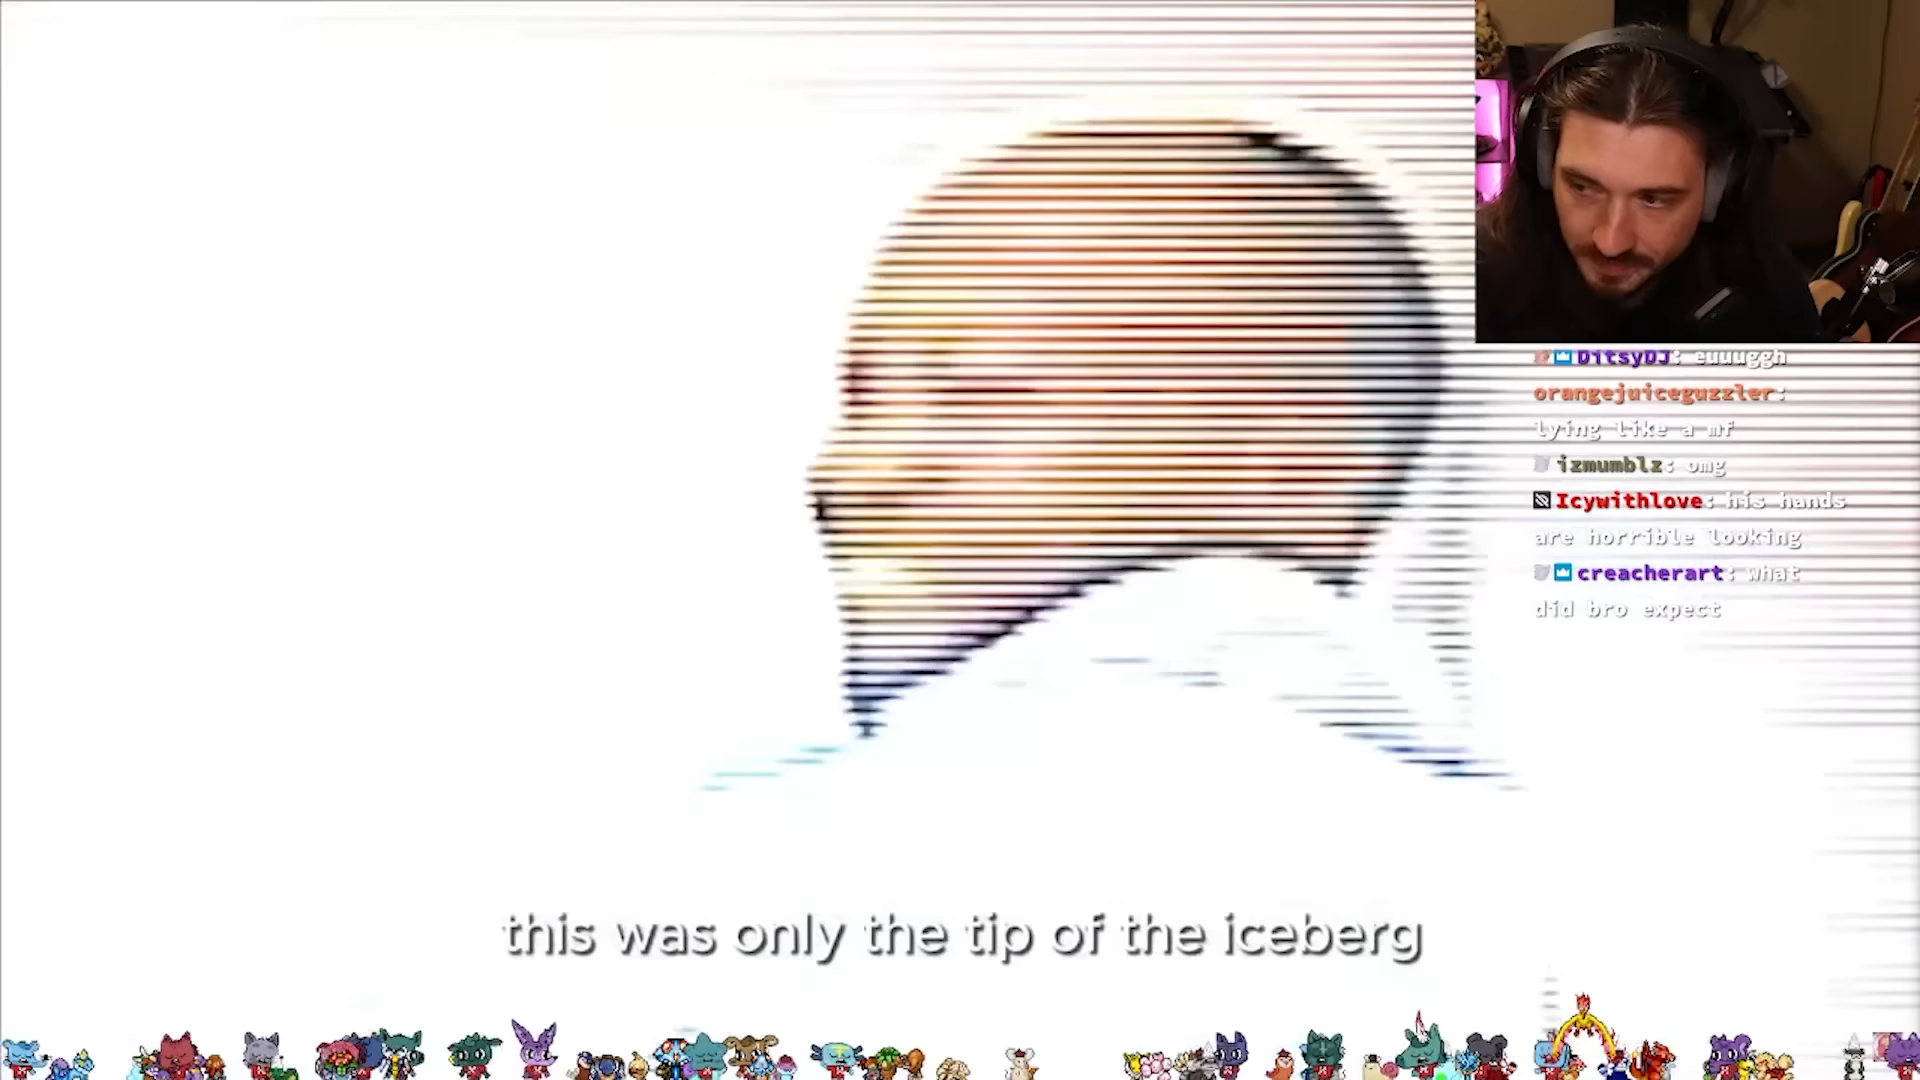 DitsyDJ: euuuggh
orangejuiceguzzler:
lying like a mf
izmumblz: omg
Icywithlove: his hands
are horrible looking
creacherart: what
did bro expect
this was only the tip of the iceberg